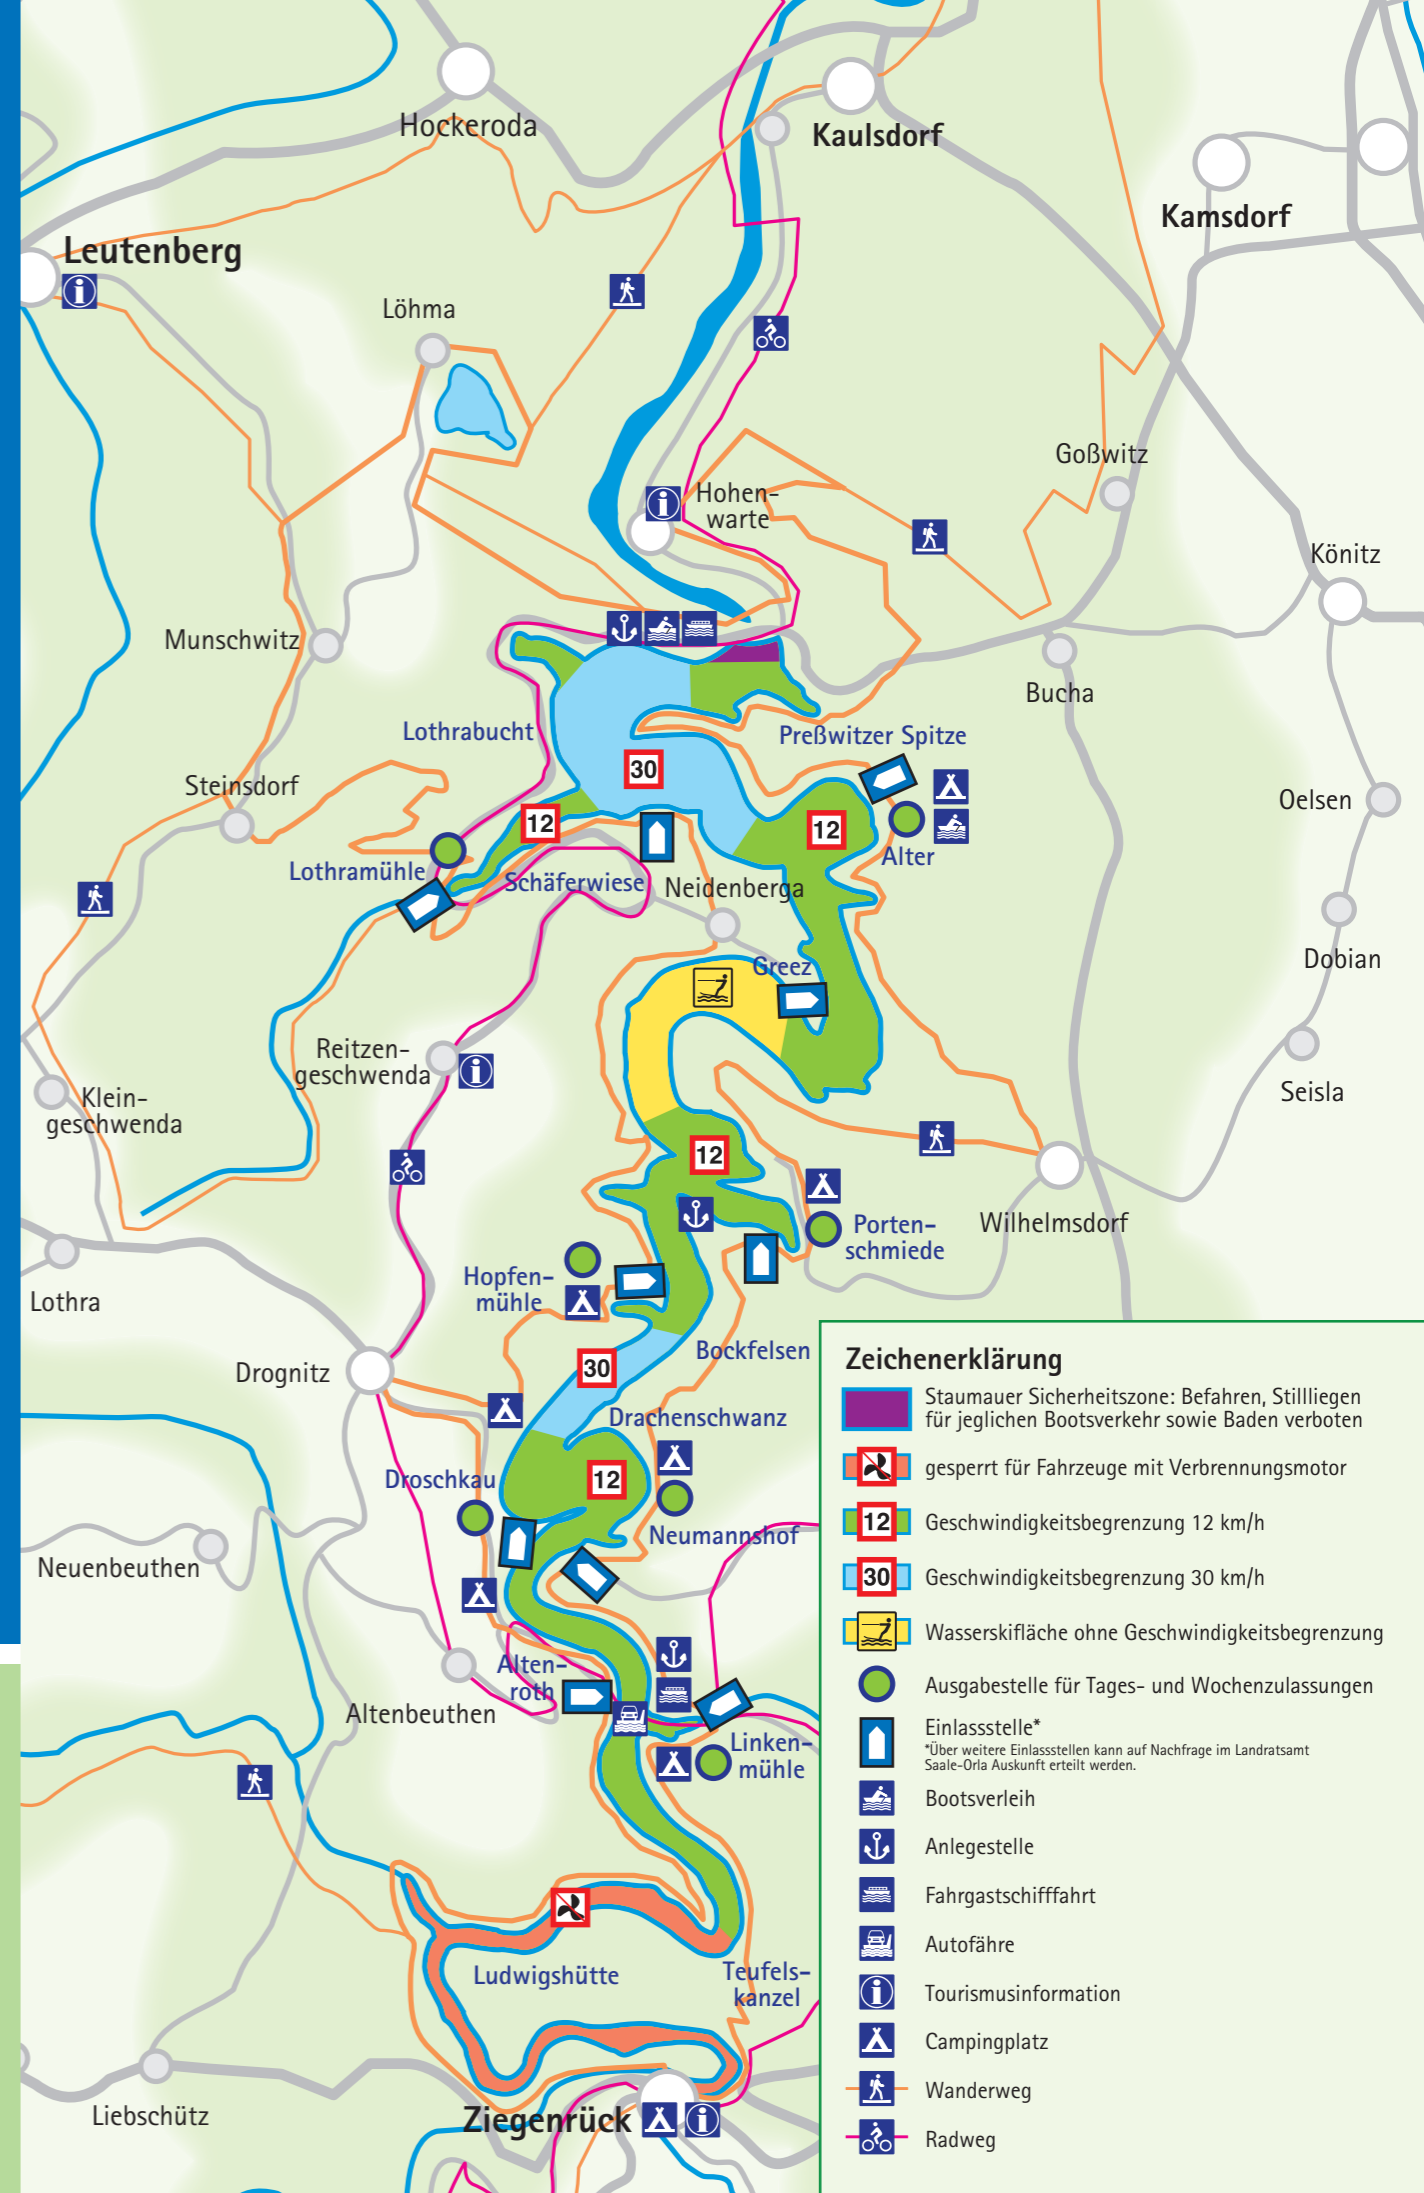 Hockeroda
Kaulsdorf
Kamsdorf
Leutenberg
Löhma
Goßwitz
Hohen-
warte
Könitz
Munschwitz
Bucha
Lothrabucht
Preßwitzer Spitze
30
Steinsdorf
Oelsen
12
12
Alter
Lothramühle
Schäferwiese
Neidenberga
Dobian
Greez
Reitzen-
geschwenda
Klein-
geschwenda
Seisla
12
Wilhelmsdorf
Porten-
schmiede
Hopfen-
mühle
Lothra
Bockfelsen
Drognitz
30
Drachenschwanz
Droschkau
12
Neumannshof
Neuenbeuthen
Alten-
roth
Altenbeuthen
Linken-
mühle
Ludwigshütte
Teufels-
kanzel
Liebschütz
Ziegenrück
Zeichenerklärung
Staumauer Sicherheitszone: Befahren, Stillliegen
für jeglichen Bootsverkehr sowie Baden verboten
gesperrt für Fahrzeuge mit Verbrennungsmotor
12 Geschwindigkeitsbegrenzung 12 km/h
30 Geschwindigkeitsbegrenzung 30 km/h
Wasserskifläche ohne Geschwindigkeitsbegrenzung
Ausgabestelle für Tages- und Wochenzulassungen
Einlassstelle*
*Über weitere Einlassstellen kann auf Nachfrage im Landratsamt
Saale-Orla Auskunft erteilt werden.
Bootsverleih
Anlegestelle
Fahrgastschifffahrt
Autofähre
Tourismusinformation
Campingplatz
Wanderweg
Radweg